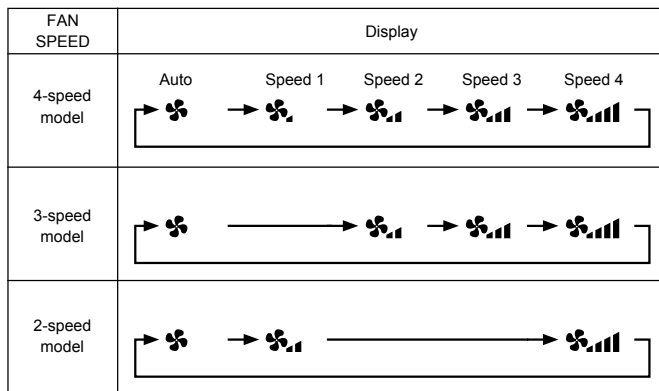 FAN
SPEED
Display
4-speed
model
Auto
Speed 1
Speed 2
Speed 3
Speed 4
3-speed
model
2-speed
model